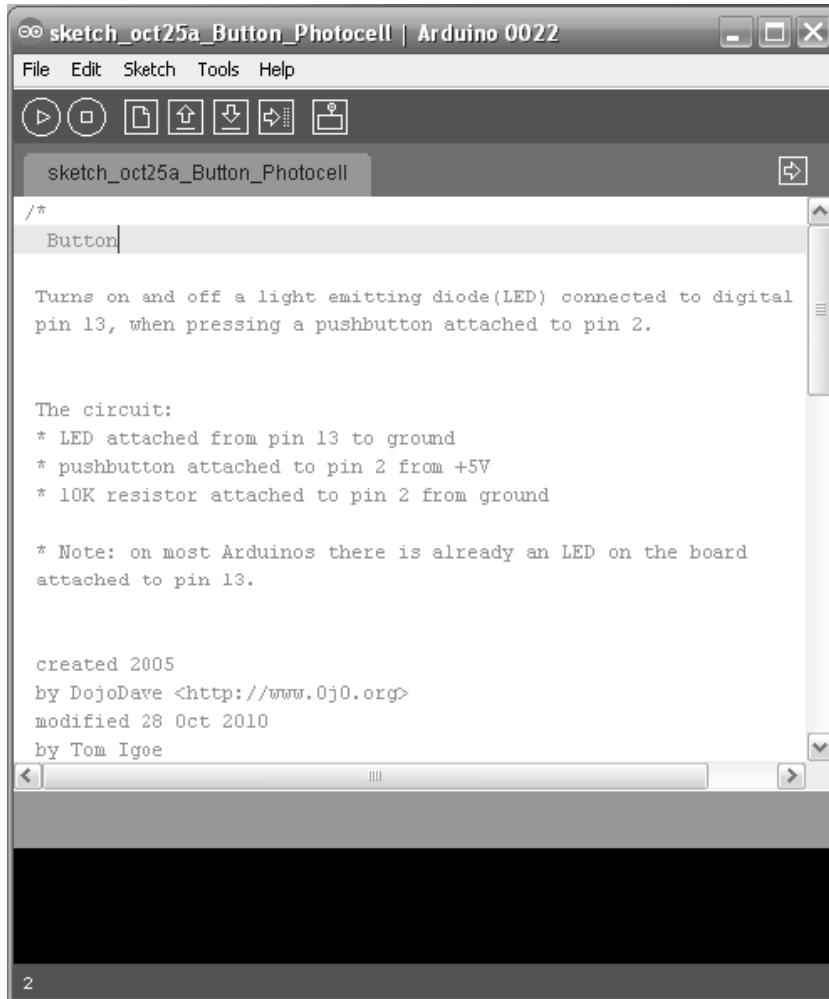 sketch_oct25a_Button_Photocell | Arduino 0022
File Edit Sketch Tools Help
sketch_oct25a_Button_Photocell
/*
Button
Turns on and off a light emitting diode(LED) connected to digital
pin 13, when pressing a pushbutton attached to pin 2.
The circuit:
* LED attached from pin 13 to ground
* pushbutton attached to pin 2 from +5V
* 10K resistor attached to pin 2 from ground
* Note: on most Arduinos there is already an LED on the board
attached to pin 13.
created 2005
by DojoDave <http://www.0j0.org>
modified 28 Oct 2010
by Tom Igoe
2